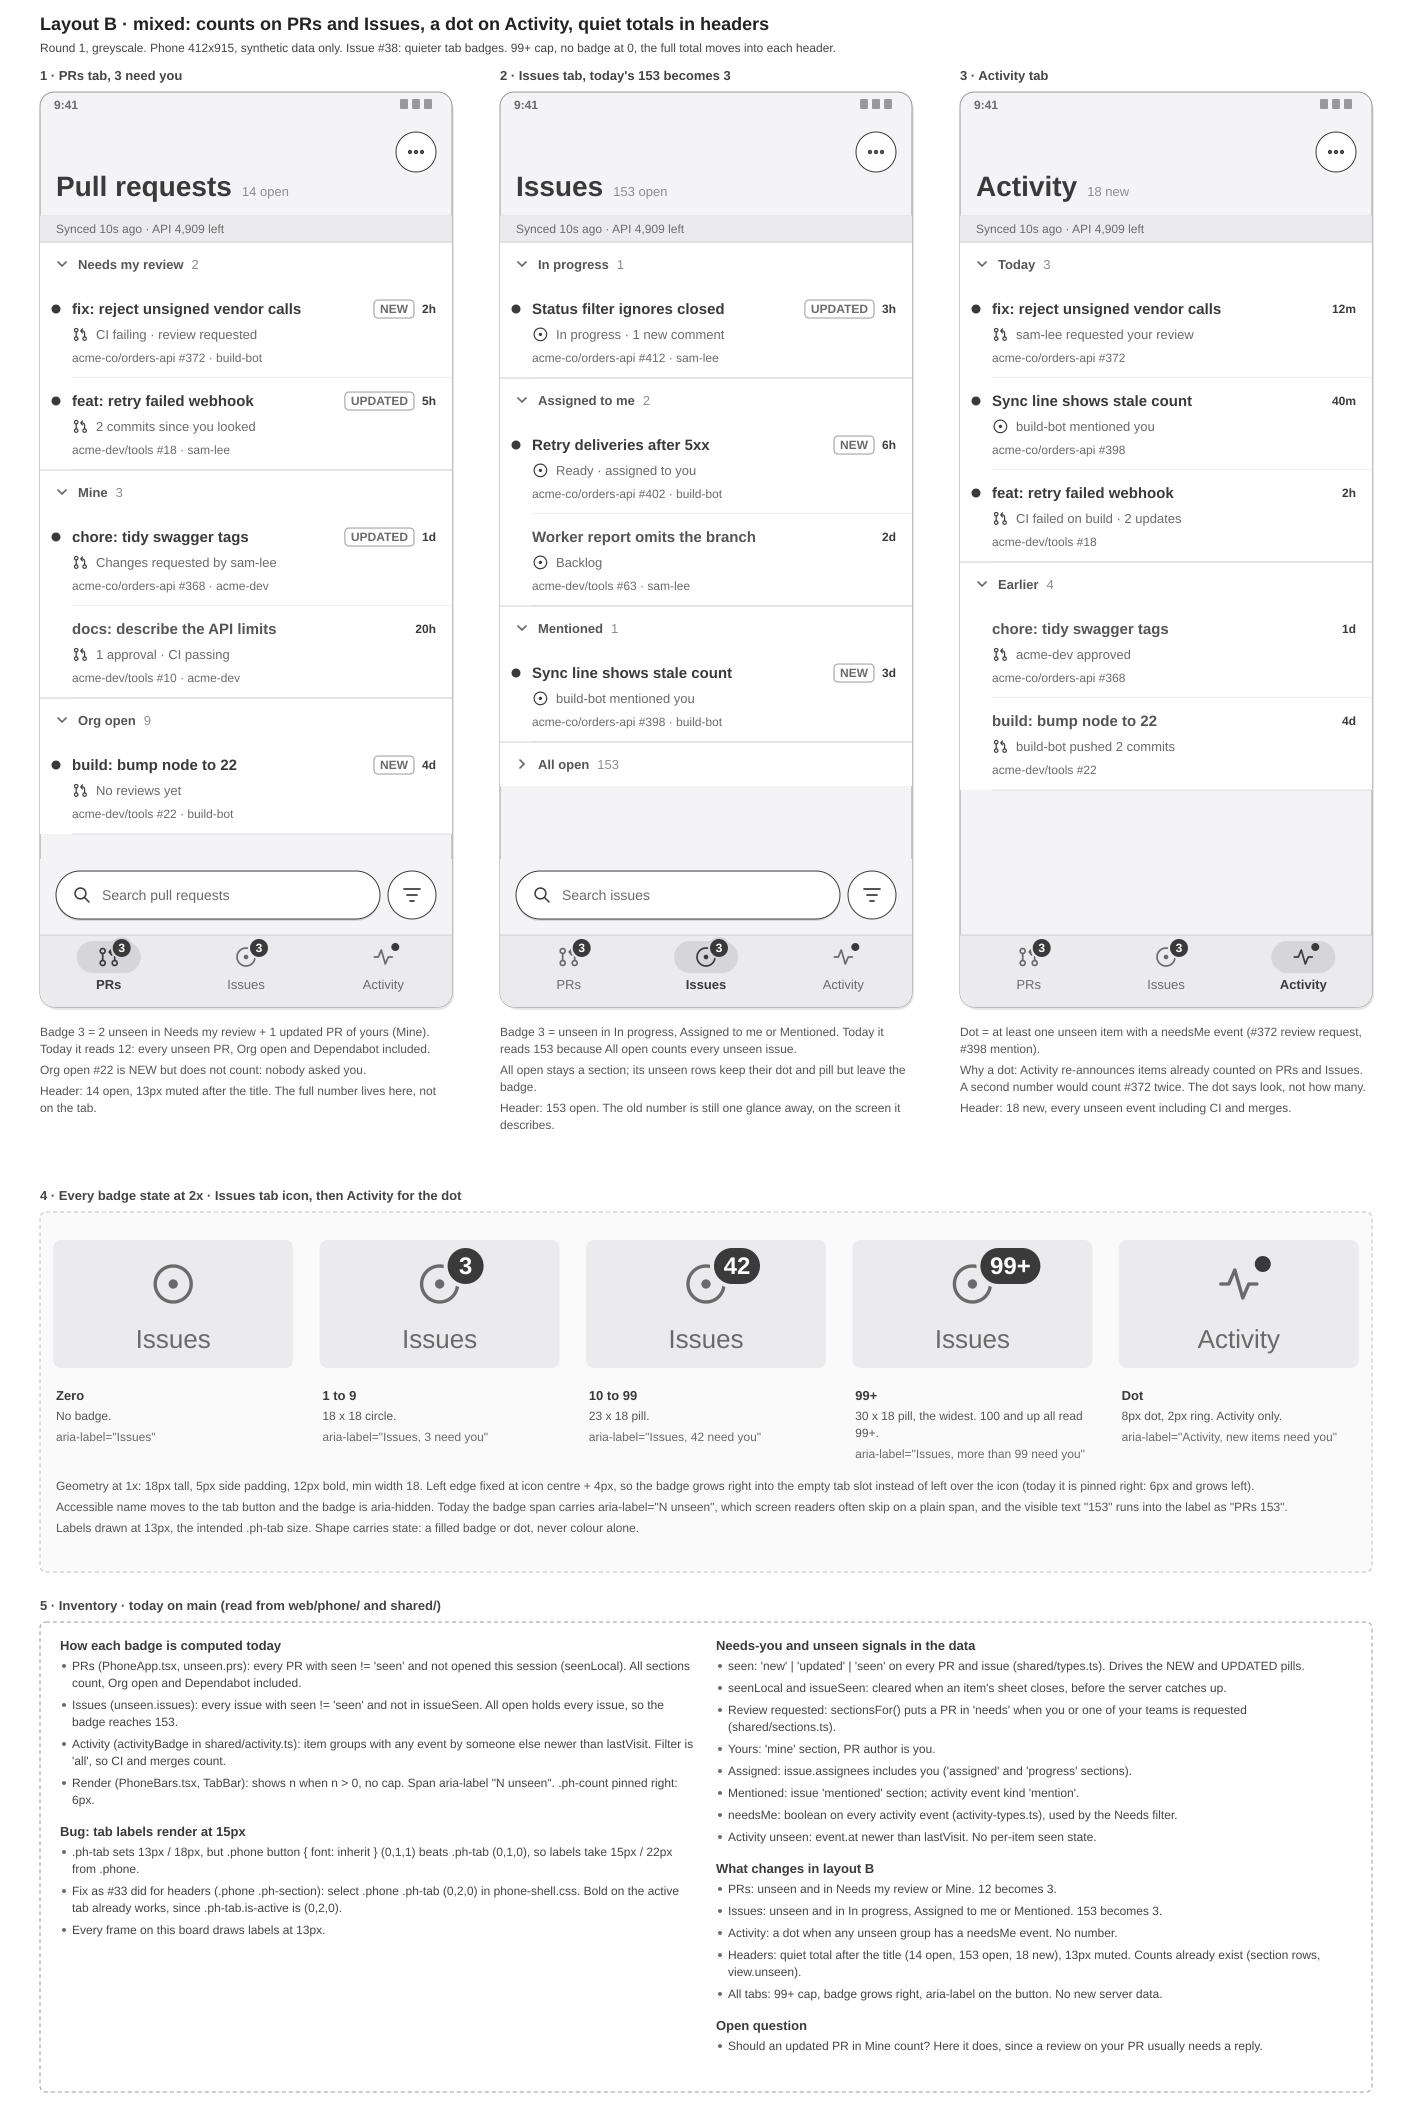 Layout B · mixed: counts on PRs and Issues, a dot on Activity, quiet totals in headers
Round 1, greyscale. Phone 412x915, synthetic data only. Issue #38: quieter tab badges. 99+ cap, no badge at 0, the full total moves into each header.
1 · PRs tab, 3 need you
9:41
Pull requests 14 open
Synced 10s ago · API 4,909 left
Needs my review 2
fix: reject unsigned vendor calls NEW 2h
CI failing · review requested
acme-co/orders-api #372 · build-bot
feat: retry failed webhook UPDATED 5h
2 commits since you looked
acme-dev/tools #18 · sam-lee
Mine 3
chore: tidy swagger tags UPDATED 1d
Changes requested by sam-lee
acme-co/orders-api #368 · acme-dev
docs: describe the API limits 20h
1 approval · CI passing
acme-dev/tools #10 · acme-dev
Org open 9
build: bump node to 22 NEW 4d
No reviews yet
acme-dev/tools #22 · build-bot
Search pull requests
3 3
PRs Issues Activity
Badge 3 = 2 unseen in Needs my review + 1 updated PR of yours (Mine).
Today it reads 12: every unseen PR, Org open and Dependabot included.
Org open #22 is NEW but does not count: nobody asked you.
Header: 14 open, 13px muted after the title. The full number lives here, not
on the tab.
2 · Issues tab, today's 153 becomes 3
9:41
Issues 153 open
Synced 10s ago · API 4,909 left
In progress 1
Status filter ignores closed UPDATED 3h
In progress · 1 new comment
acme-co/orders-api #412 · sam-lee
Assigned to me 2
Retry deliveries after 5xx NEW 6h
Ready · assigned to you
acme-co/orders-api #402 · build-bot
Worker report omits the branch 2d
Backlog
acme-dev/tools #63 · sam-lee
Mentioned 1
Sync line shows stale count NEW 3d
build-bot mentioned you
acme-co/orders-api #398 · build-bot
All open 153
Search issues
3 3
PRs Issues Activity
Badge 3 = unseen in In progress, Assigned to me or Mentioned. Today it
reads 153 because All open counts every unseen issue.
All open stays a section; its unseen rows keep their dot and pill but leave the
badge.
Header: 153 open. The old number is still one glance away, on the screen it
describes.
3 · Activity tab
9:41
Activity 18 new
Synced 10s ago · API 4,909 left
Today 3
fix: reject unsigned vendor calls 12m
sam-lee requested your review
acme-co/orders-api #372
Sync line shows stale count 40m
build-bot mentioned you
acme-co/orders-api #398
feat: retry failed webhook 2h
CI failed on build · 2 updates
acme-dev/tools #18
Earlier 4
chore: tidy swagger tags 1d
acme-dev approved
acme-co/orders-api #368
build: bump node to 22 4d
build-bot pushed 2 commits
acme-dev/tools #22
3 3
PRs Issues Activity
Dot = at least one unseen item with a needsMe event (#372 review request,
#398 mention).
Why a dot: Activity re-announces items already counted on PRs and Issues.
A second number would count #372 twice. The dot says look, not how many.
Header: 18 new, every unseen event including CI and merges.
4 · Every badge state at 2x · Issues tab icon, then Activity for the dot
Issues
3
Issues
42
Issues
99+
Issues
Activity
Zero
No badge.
aria-label="Issues"
1 to 9
18 x 18 circle.
aria-label="Issues, 3 need you"
10 to 99
23 x 18 pill.
aria-label="Issues, 42 need you"
99+
30 x 18 pill, the widest. 100 and up all read
99+.
aria-label="Issues, more than 99 need you"
Dot
8px dot, 2px ring. Activity only.
aria-label="Activity, new items need you"
Geometry at 1x: 18px tall, 5px side padding, 12px bold, min width 18. Left edge fixed at icon centre + 4px, so the badge grows right into the empty tab slot instead of left over the icon (today it is pinned right: 6px and grows left).
Accessible name moves to the tab button and the badge is aria-hidden. Today the badge span carries aria-label="N unseen", which screen readers often skip on a plain span, and the visible text "153" runs into the label as "PRs 153".
Labels drawn at 13px, the intended .ph-tab size. Shape carries state: a filled badge or dot, never colour alone.
5 · Inventory · today on main (read from web/phone/ and shared/)
How each badge is computed today
• PRs (PhoneApp.tsx, unseen.prs): every PR with seen != 'seen' and not opened this session (seenLocal). All sections
count, Org open and Dependabot included.
• Issues (unseen.issues): every issue with seen != 'seen' and not in issueSeen. All open holds every issue, so the
badge reaches 153.
• Activity (activityBadge in shared/activity.ts): item groups with any event by someone else newer than lastVisit. Filter is
'all', so CI and merges count.
• Render (PhoneBars.tsx, TabBar): shows n when n > 0, no cap. Span aria-label "N unseen". .ph-count pinned right:
6px.
Bug: tab labels render at 15px
• .ph-tab sets 13px / 18px, but .phone button { font: inherit } (0,1,1) beats .ph-tab (0,1,0), so labels take 15px / 22px
from .phone.
• Fix as #33 did for headers (.phone .ph-section): select .phone .ph-tab (0,2,0) in phone-shell.css. Bold on the active
tab already works, since .ph-tab.is-active is (0,2,0).
• Every frame on this board draws labels at 13px.
Needs-you and unseen signals in the data
• seen: 'new' | 'updated' | 'seen' on every PR and issue (shared/types.ts). Drives the NEW and UPDATED pills.
• seenLocal and issueSeen: cleared when an item's sheet closes, before the server catches up.
• Review requested: sectionsFor() puts a PR in 'needs' when you or one of your teams is requested
(shared/sections.ts).
• Yours: 'mine' section, PR author is you.
• Assigned: issue.assignees includes you ('assigned' and 'progress' sections).
• Mentioned: issue 'mentioned' section; activity event kind 'mention'.
• needsMe: boolean on every activity event (activity-types.ts), used by the Needs filter.
• Activity unseen: event.at newer than lastVisit. No per-item seen state.
What changes in layout B
• PRs: unseen and in Needs my review or Mine. 12 becomes 3.
• Issues: unseen and in In progress, Assigned to me or Mentioned. 153 becomes 3.
• Activity: a dot when any unseen group has a needsMe event. No number.
• Headers: quiet total after the title (14 open, 153 open, 18 new), 13px muted. Counts already exist (section rows,
view.unseen).
• All tabs: 99+ cap, badge grows right, aria-label on the button. No new server data.
Open question
• Should an updated PR in Mine count? Here it does, since a review on your PR usually needs a reply.